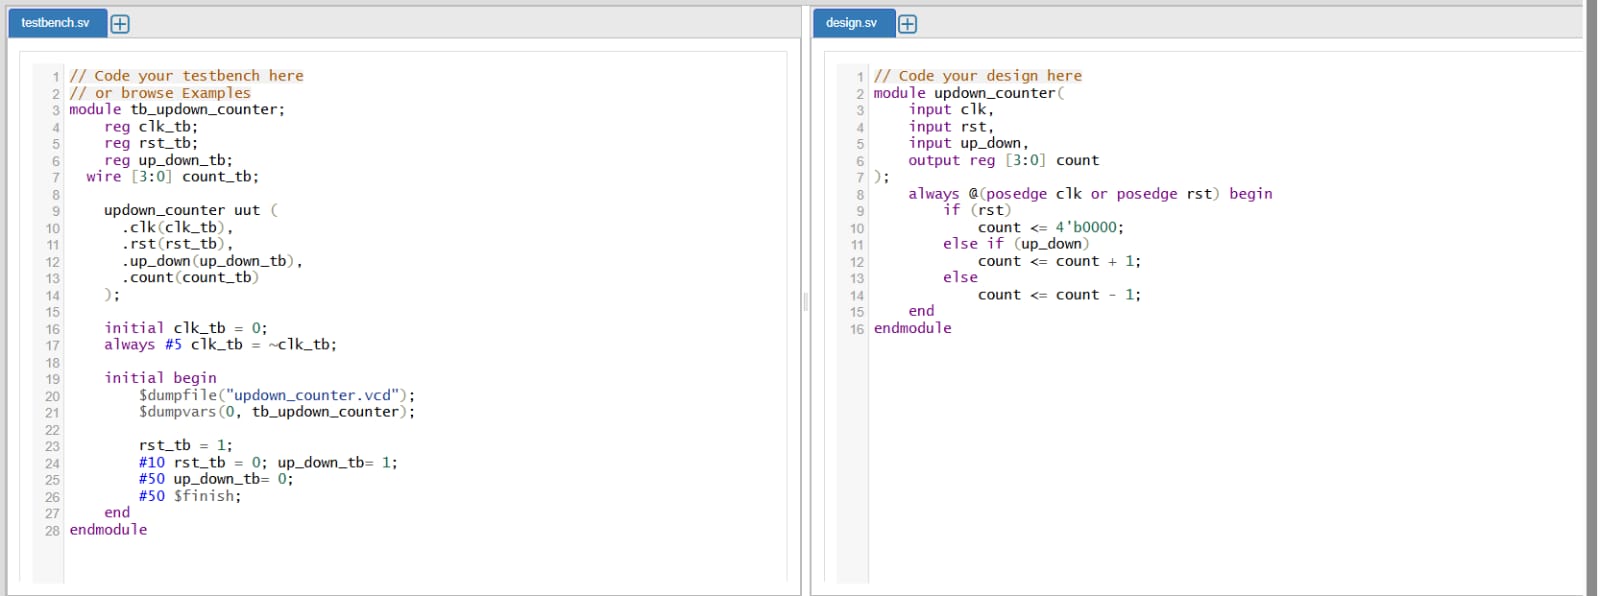 testbench.sv
1 // Code your testbench here
2 // or browse Examples
3 module tb_updown_counter;
4     reg clk_tb;
5     reg rst_tb;
6     reg up_down_tb;
7   wire [3:0] count_tb;
8
9     updown_counter uut (
10       .clk(clk_tb),
11       .rst(rst_tb),
12       .up_down(up_down_tb),
13       .count(count_tb)
14     );
15
16     initial clk_tb = 0;
17     always #5 clk_tb = ~clk_tb;
18
19     initial begin
20         $dumpfile("updown_counter.vcd");
21         $dumpvars(0, tb_updown_counter);
22
23         rst_tb = 1;
24         #10 rst_tb = 0; up_down_tb= 1;
25         #50 up_down_tb= 0;
26         #50 $finish;
27     end
28 endmodule
design.sv
1 // Code your design here
2 module updown_counter(
3     input clk,
4     input rst,
5     input up_down,
6     output reg [3:0] count
7 );
8     always @(posedge clk or posedge rst) begin
9         if (rst)
10             count <= 4'b0000;
11         else if (up_down)
12             count <= count + 1;
13         else
14             count <= count - 1;
15     end
16 endmodule